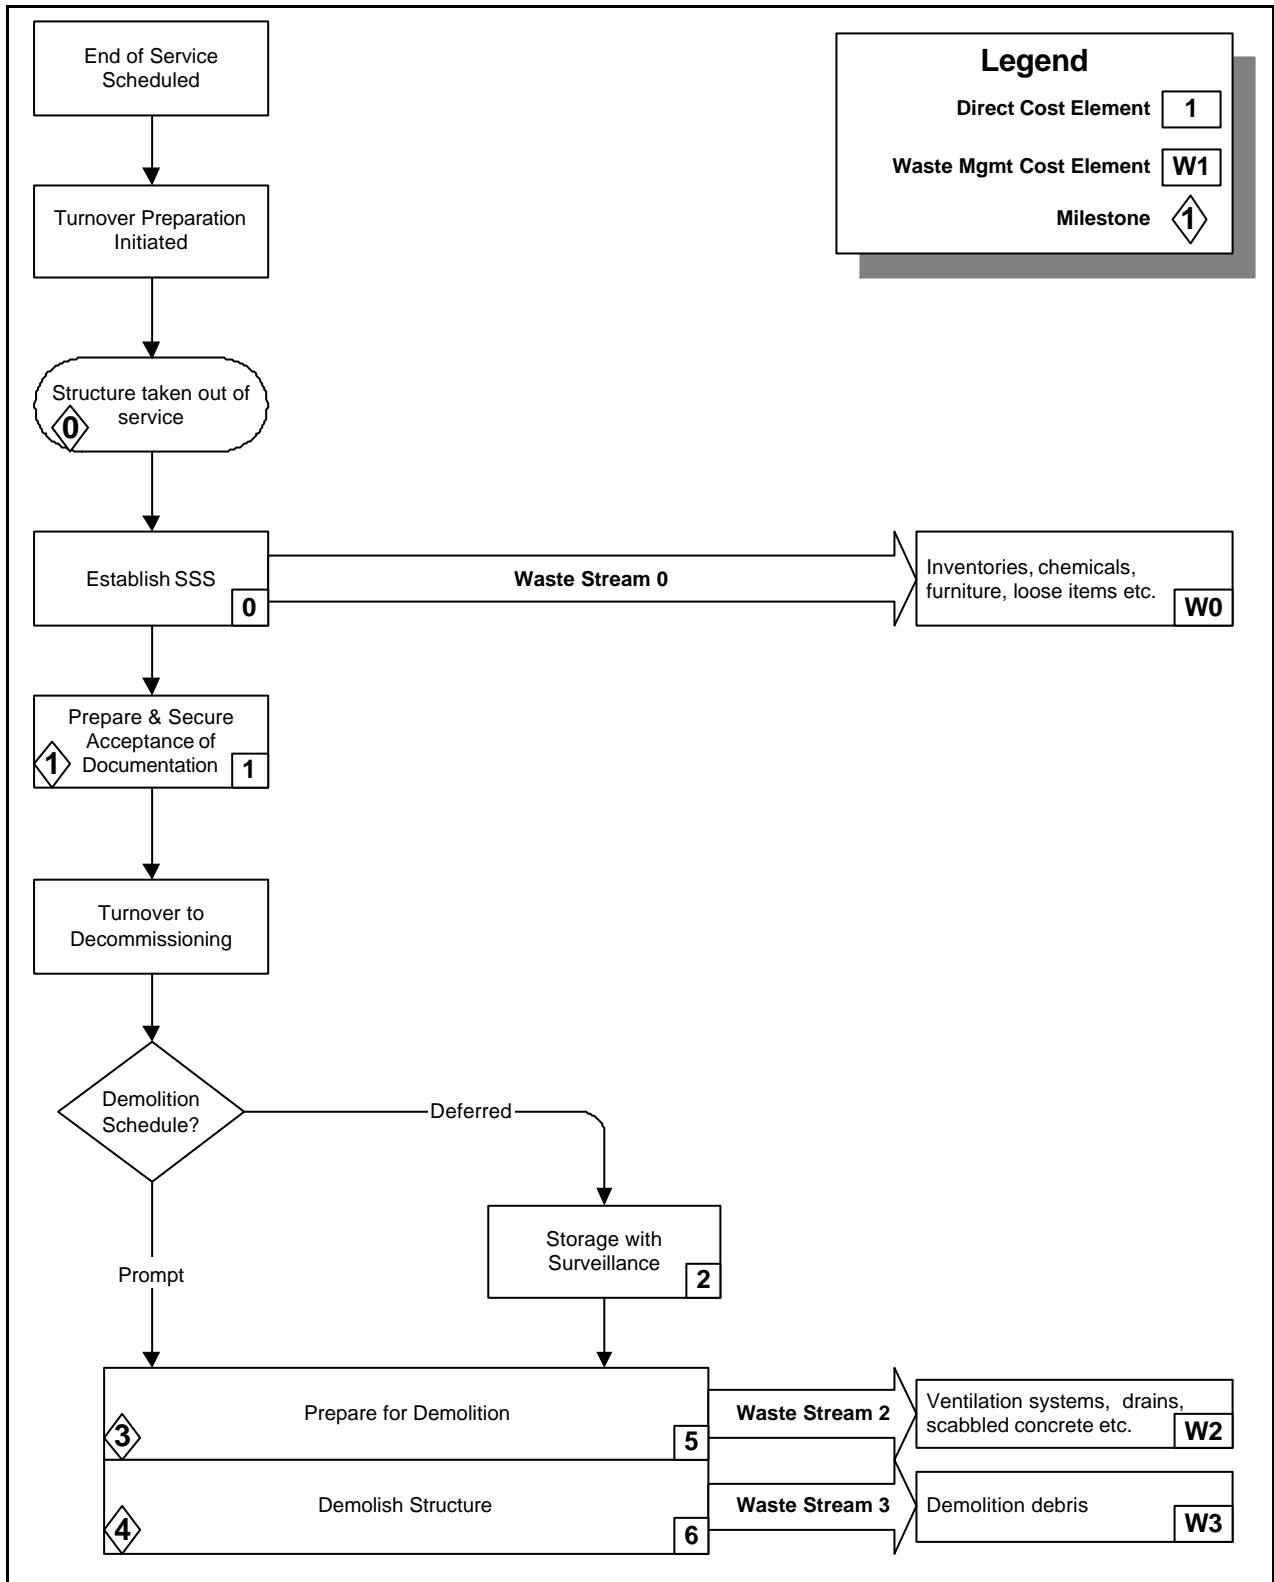 End of Service
Scheduled
Legend
Direct Cost Element 1
Waste Mgmt Cost Element W1
Milestone 1
Turnover Preparation
Initiated
Structure taken out of
service
0
Establish SSS
0
Waste Stream 0
Inventories, chemicals,
furniture, loose items etc.
W0
Prepare & Secure
Acceptance of
Documentation
1
1
Turnover to
Decommissioning
Demolition
Schedule?
Deferred
Prompt
Storage with
Surveillance
2
Prepare for Demolition
3
5
Waste Stream 2
Ventilation systems, drains,
scabbled concrete etc.
W2
Demolish Structure
4
6
Waste Stream 3
Demolition debris
W3